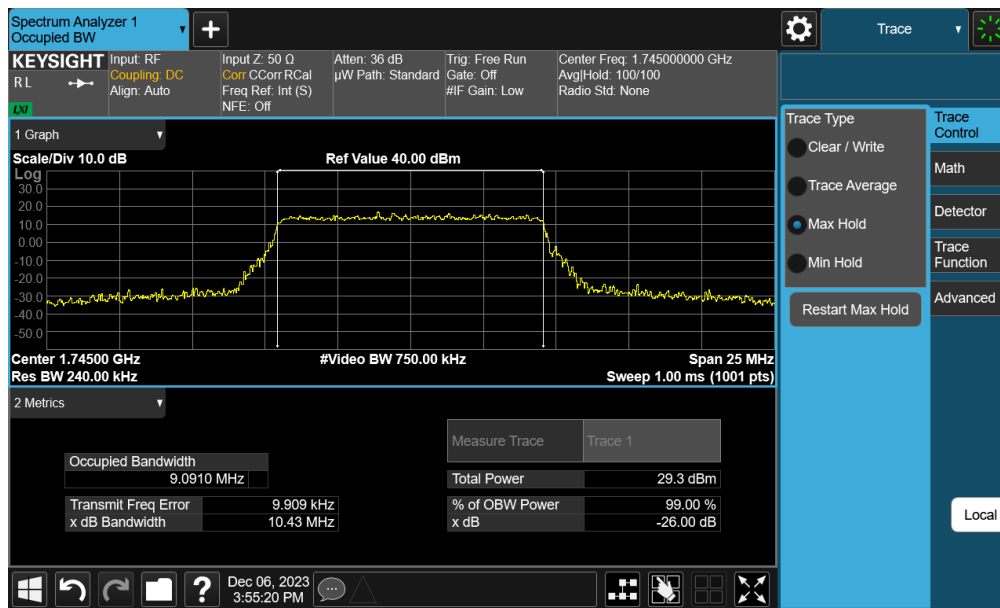 Spectrum Analyzer 1
Occupied BW
Trace
KEYSIGHT
R L
LXI
Input: RF
Coupling: DC
Align: Auto
Input Z: 50 Ω
Corr CCorr RCal
Freq Ref: Int (S)
NFE: Off
Atten: 36 dB
µW Path: Standard
Trig: Free Run
Gate: Off
#IF Gain: Low
Center Freq: 1.745000000 GHz
Avg|Hold: 100/100
Radio Std: None
1 Graph
Scale/Div 10.0 dB
Ref Value 40.00 dBm
Log
30.0
20.0
10.0
0.00
-10.0
-20.0
-30.0
-40.0
-50.0
Center 1.74500 GHz
#Video BW 750.00 kHz
Span 25 MHz
Res BW 240.00 kHz
Sweep 1.00 ms (1001 pts)
2 Metrics
Measure Trace
Trace 1
Occupied Bandwidth
9.0910 MHz
Total Power
29.3 dBm
Transmit Freq Error
9.909 kHz
% of OBW Power
99.00 %
x dB Bandwidth
10.43 MHz
x dB
-26.00 dB
Trace Type
Clear / Write
Trace Average
Max Hold
Min Hold
Restart Max Hold
Trace
Control
Math
Detector
Trace
Function
Advanced
Local
?
Dec 06, 2023
3:55:20 PM